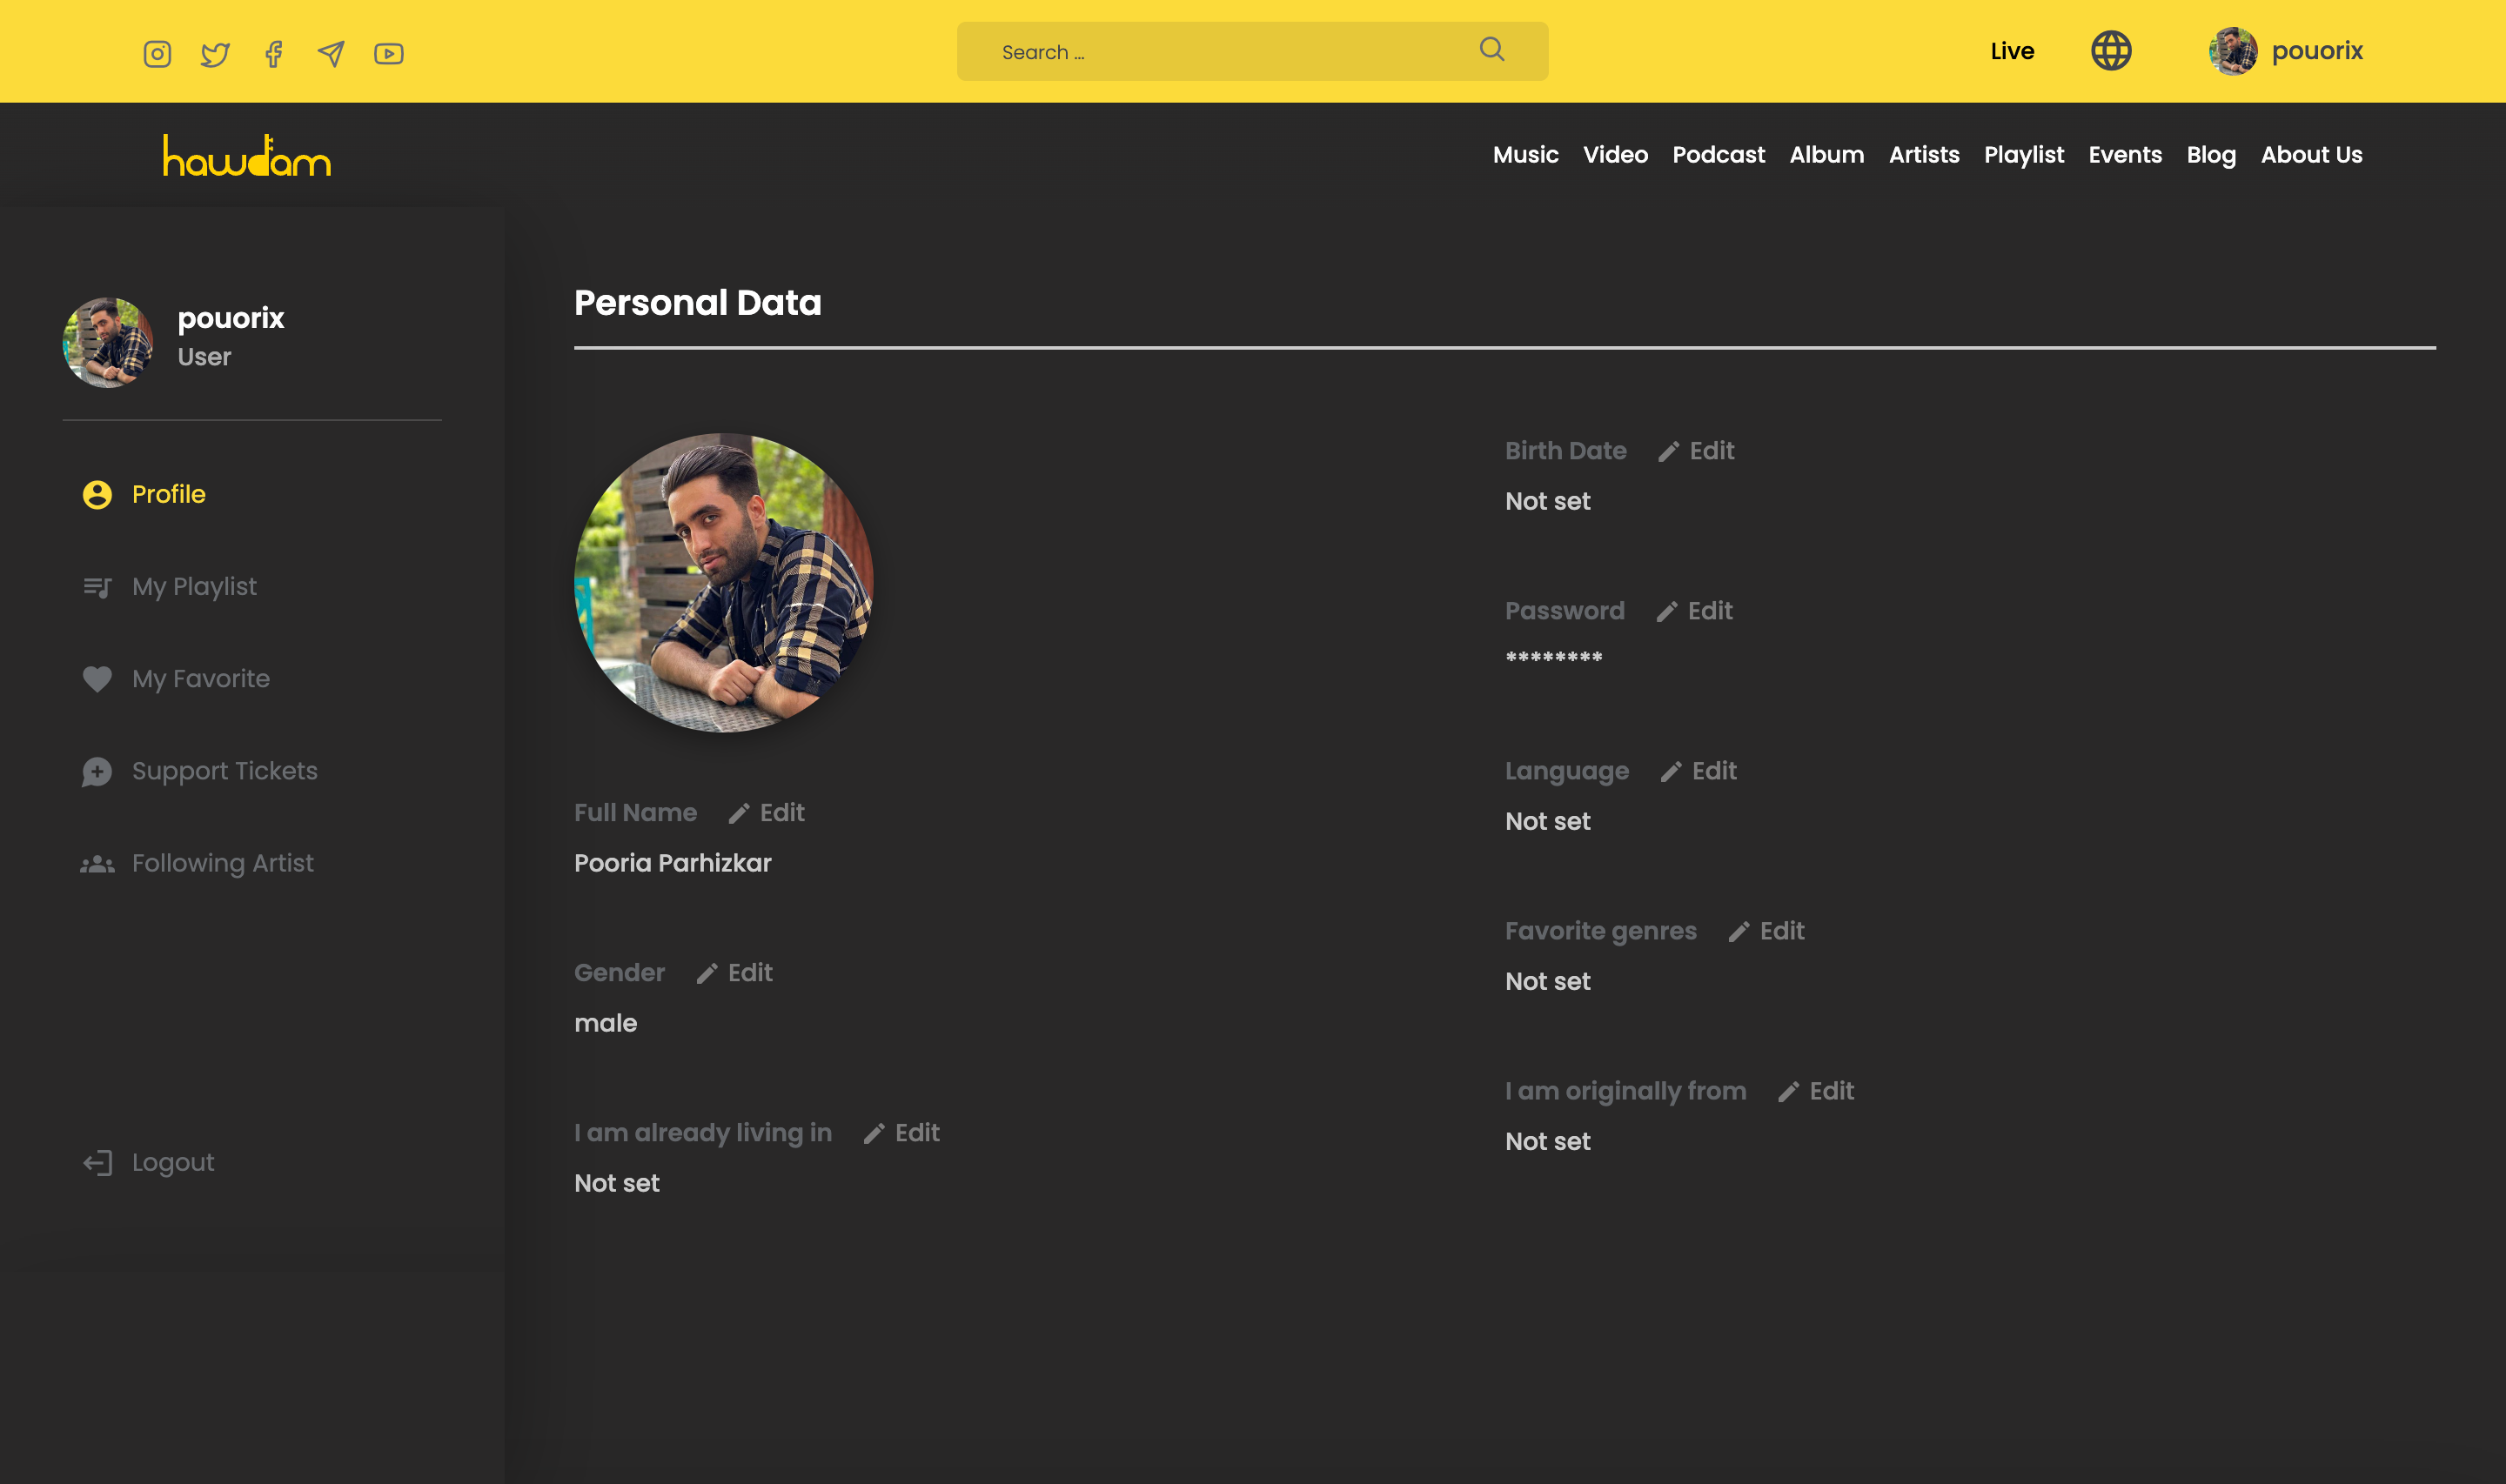 Search ...
Live
pouorix
hawdam
Music Video Podcast Album Artists Playlist Events Blog About Us
pouorix
User
Profile
My Playlist
My Favorite
Support Tickets
Following Artist
Logout
Personal Data
Full Name Edit
Pooria Parhizkar
Gender Edit
male
I am already living in Edit
Not set
Birth Date Edit
Not set
Password Edit
********
Language Edit
Not set
Favorite genres Edit
Not set
I am originally from Edit
Not set